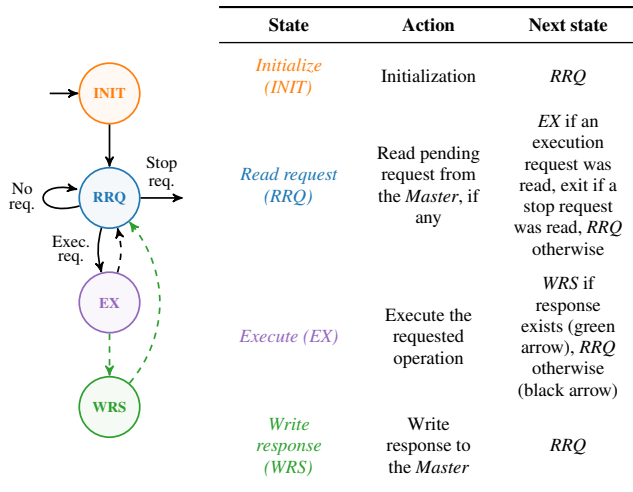 INIT
Stop
req.
No
req.
RRQ
Exec.
req.
EX
WRS
State Action Next state
Initialize
(INIT)
Initialization
RRQ
Read request
(RRQ)
Read pending
request from
the Master, if
any
EX if an
execution
request was
read, exit if a
stop request
was read, RRQ
otherwise
Execute (EX)
Execute the
requested
operation
WRS if
response
exists (green
arrow), RRQ
otherwise
(black arrow)
Write
response
(WRS)
Write
response to
the Master
RRQ